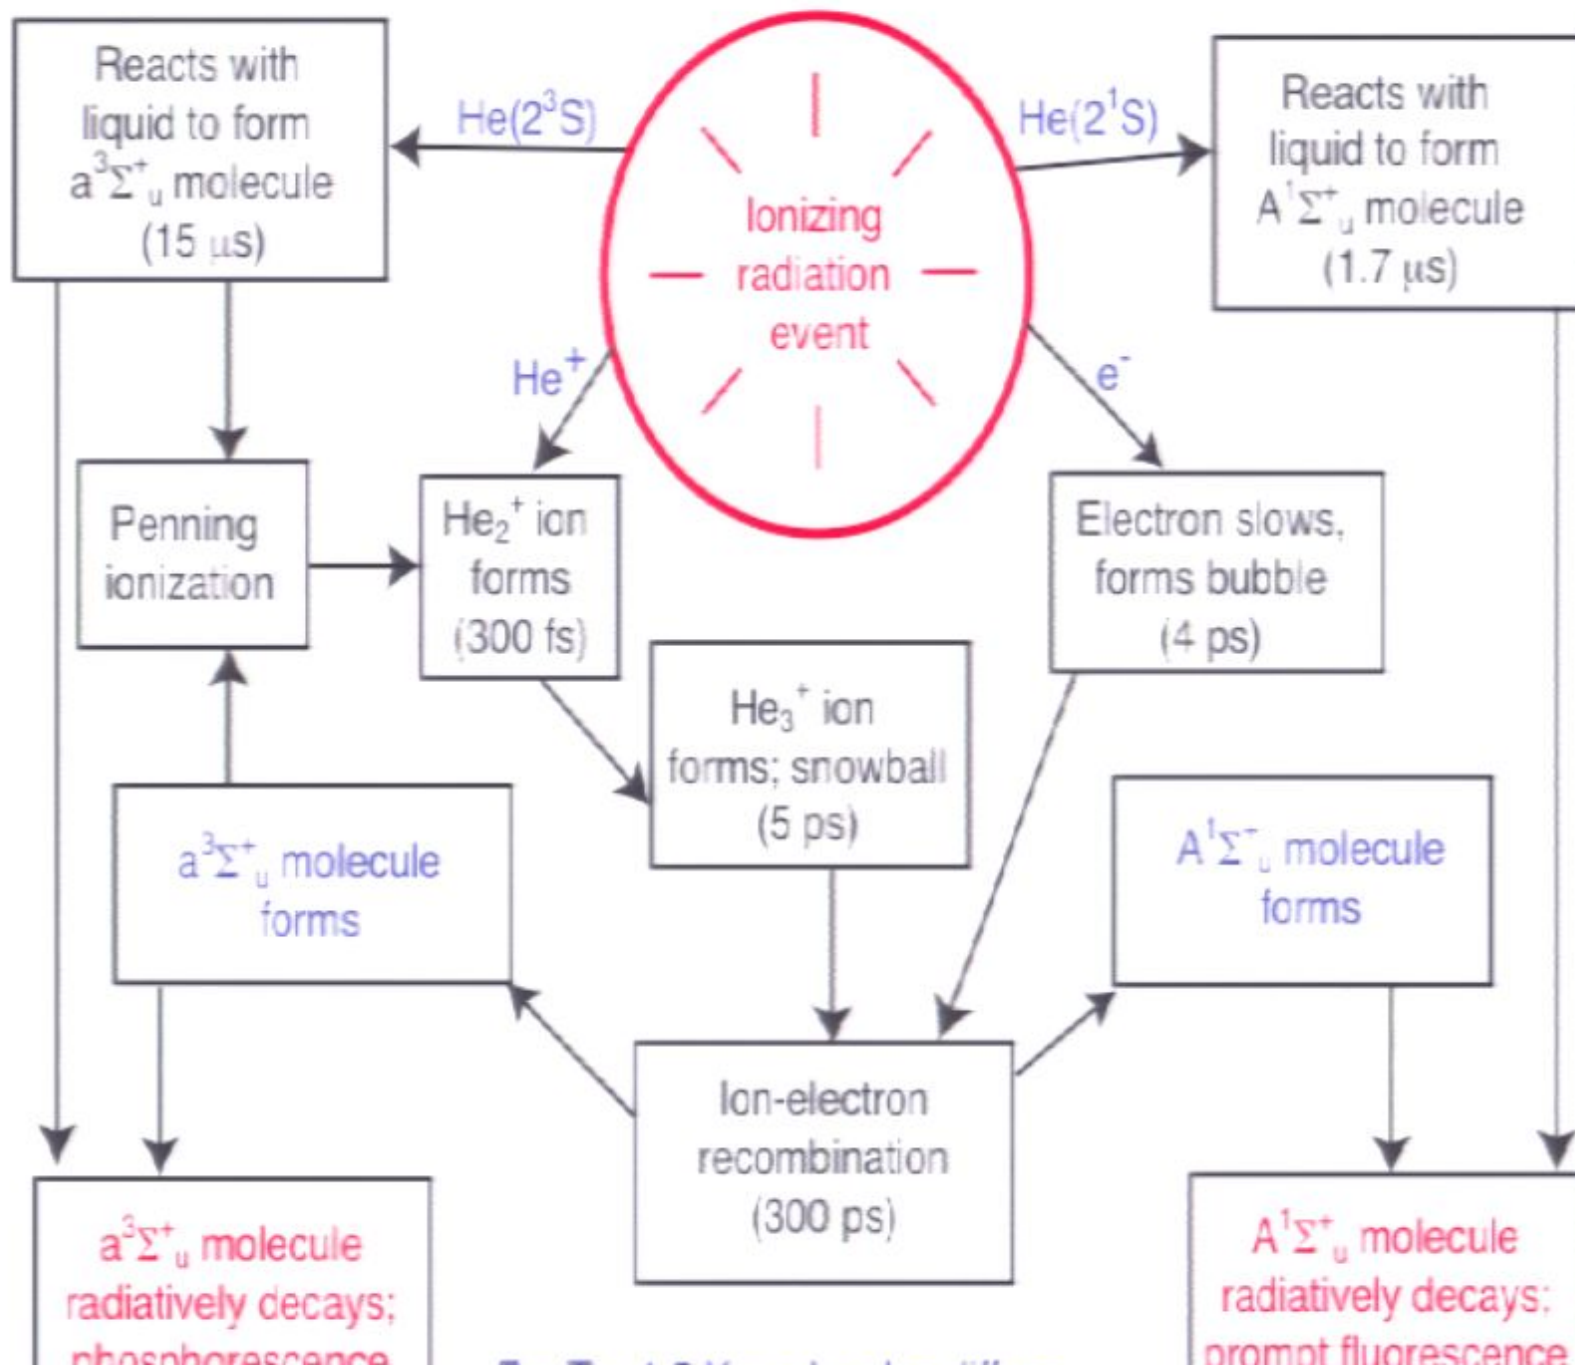 Reacts with
liquid to form
a³Σ⁺ᵤ molecule
(15 μs)
He(2³S)
Ionizing
radiation
event
He(2¹S)
Reacts with
liquid to form
A¹Σ⁺ᵤ molecule
(1.7 μs)
He⁺
e⁻
Penning
ionization
He₂⁺ ion
forms
(300 fs)
Electron slows,
forms bubble
(4 ps)
He₃⁺ ion
forms; snowball
(5 ps)
a³Σ⁺ᵤ molecule
forms
A¹Σ⁺ᵤ molecule
forms
Ion-electron
recombination
(300 ps)
a³Σ⁺ᵤ molecule
radiatively decays;
phosphorescence
A¹Σ⁺ᵤ molecule
radiatively decays;
prompt fluorescence